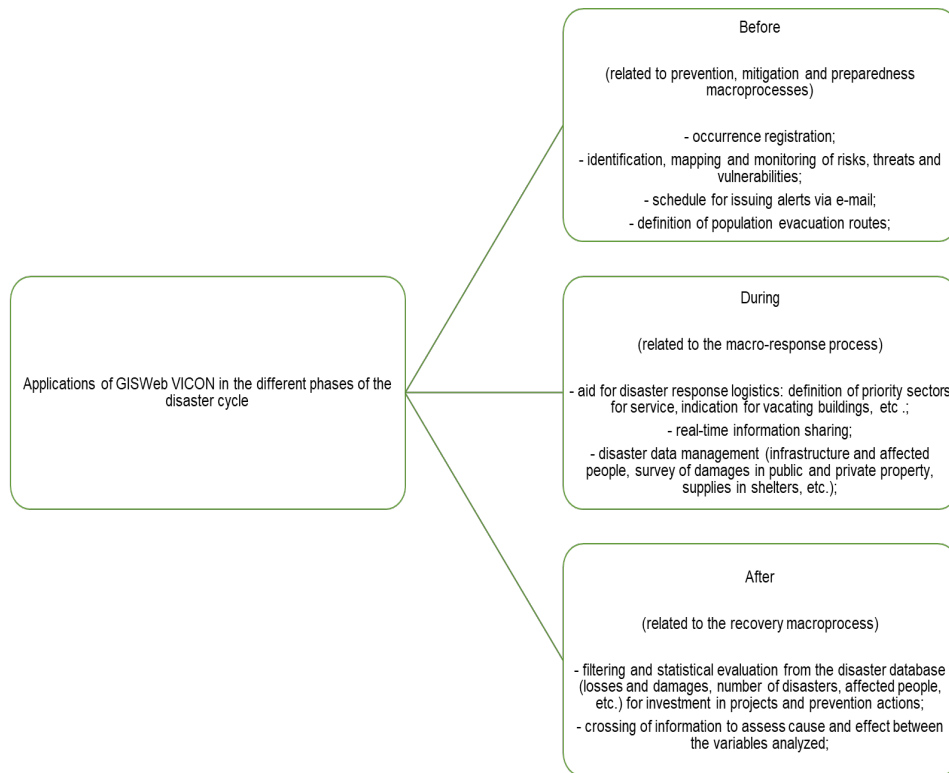 Applications of GISWeb VICON in the different phases of the
disaster cycle
Before
(related to prevention, mitigation and preparedness
macroprocesses)
- occurrence registration;
- identification, mapping and monitoring of risks, threats and
vulnerabilities;
- schedule for issuing alerts via e-mail;
- definition of population evacuation routes;
During
(related to the macro-response process)
- aid for disaster response logistics: definition of priority sectors
for service, indication for vacating buildings, etc .;
- real-time information sharing;
- disaster data management (infrastructure and affected
people, survey of damages in public and private property,
supplies in shelters, etc.);
After
(related to the recovery macroprocess)
- filtering and statistical evaluation from the disaster database
(losses and damages, number of disasters, affected people,
etc.) for investment in projects and prevention actions;
- crossing of information to assess cause and effect between
the variables analyzed;